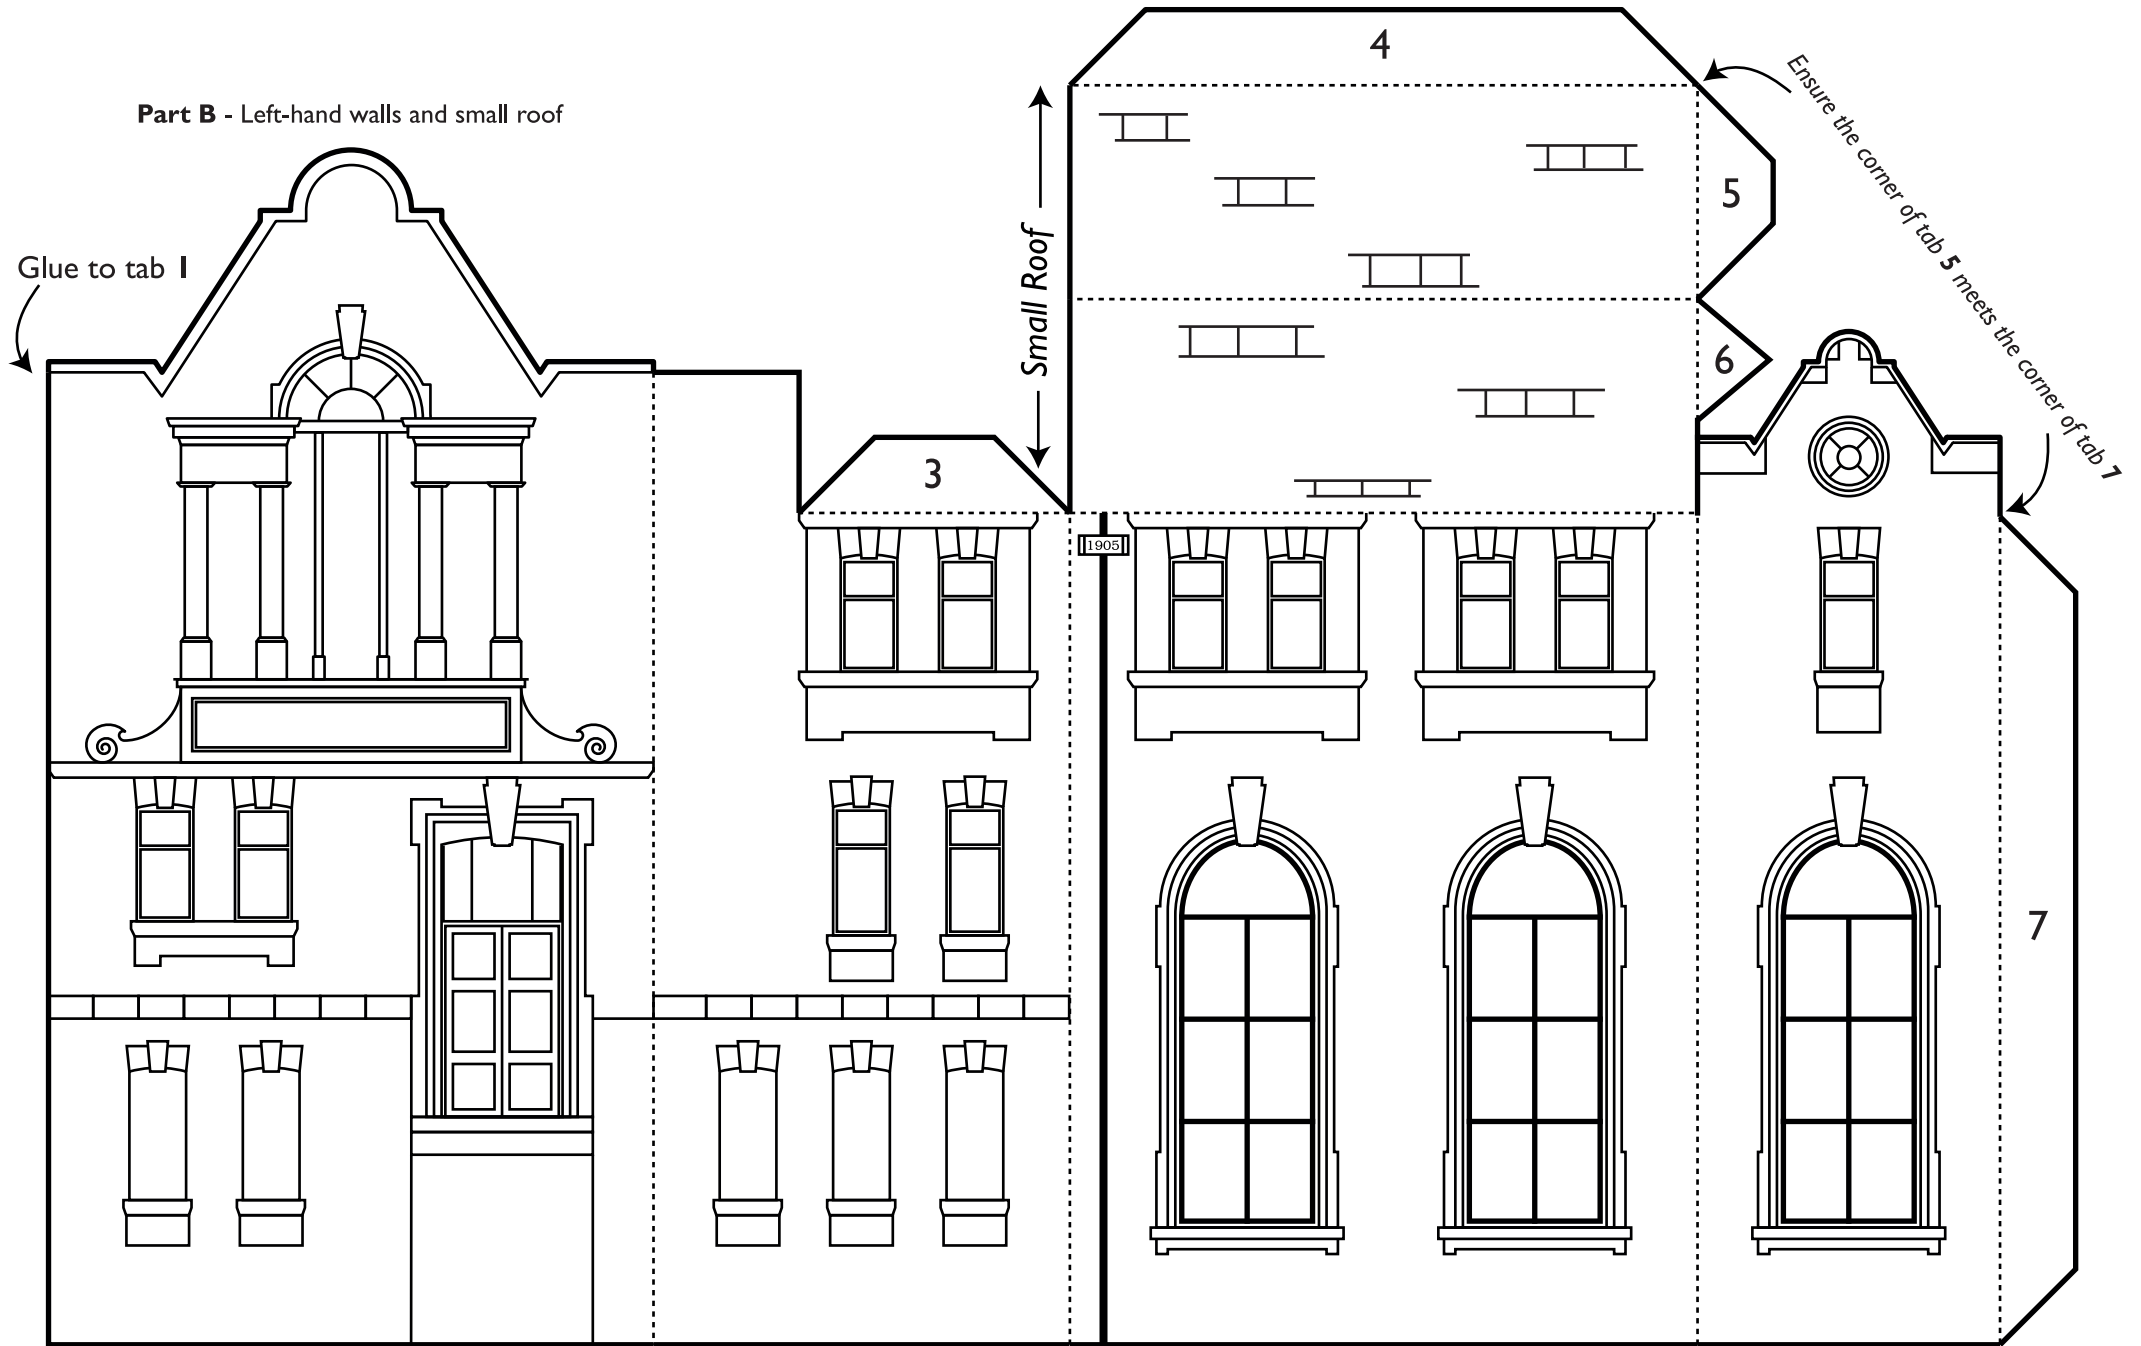 Part B - Left-hand walls and small roof
Glue to tab 1
Small Roof
3
4
5
6
7
Ensure the corner of tab 5 meets the corner of tab 7
1905